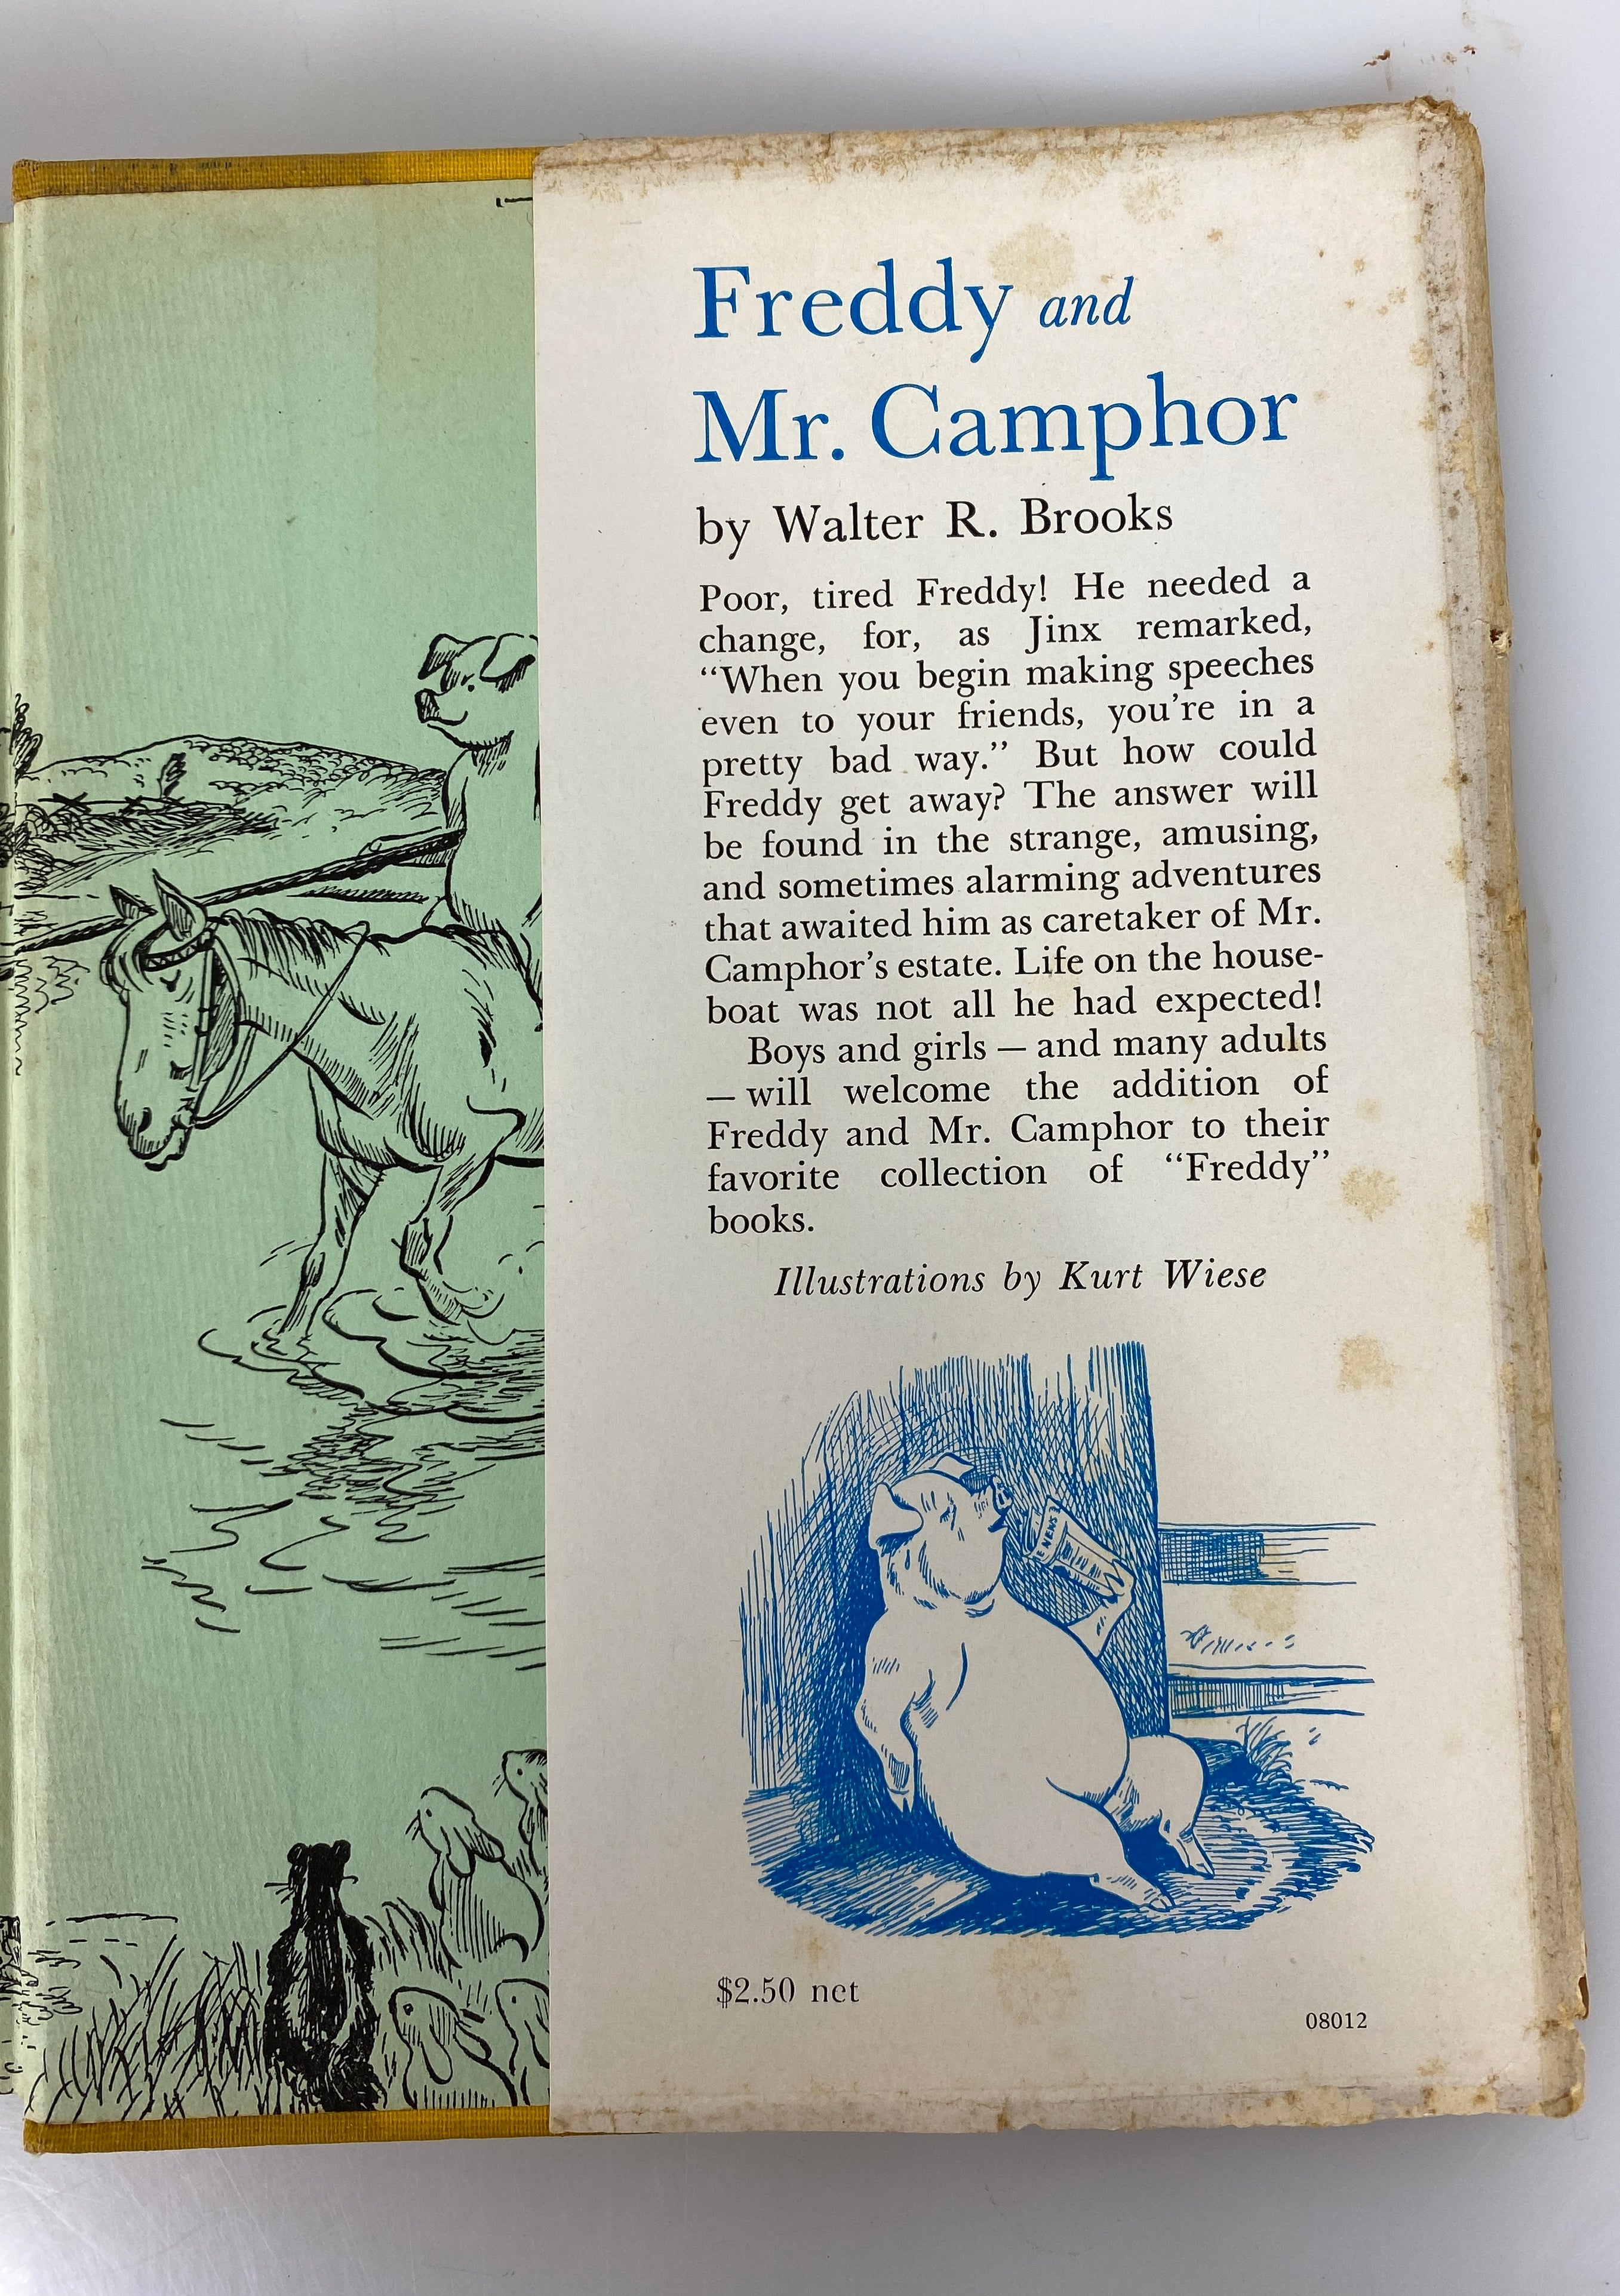 Freddy and
Mr. Camphor
by Walter R. Brooks
Poor, tired Freddy! He needed a
change, for, as Jinx remarked,
“When you begin making speeches
even to your friends, you’re in a
pretty bad way.” But how could
Freddy get away? The answer will
be found in the strange, amusing,
and sometimes alarming adventures
that awaited him as caretaker of Mr.
Camphor’s estate. Life on the house-
boat was not all he had expected!
Boys and girls — and many adults
— will welcome the addition of
Freddy and Mr. Camphor to their
favorite collection of “Freddy”
books.
Illustrations by Kurt Wiese
NEWS
$2.50 net
08012